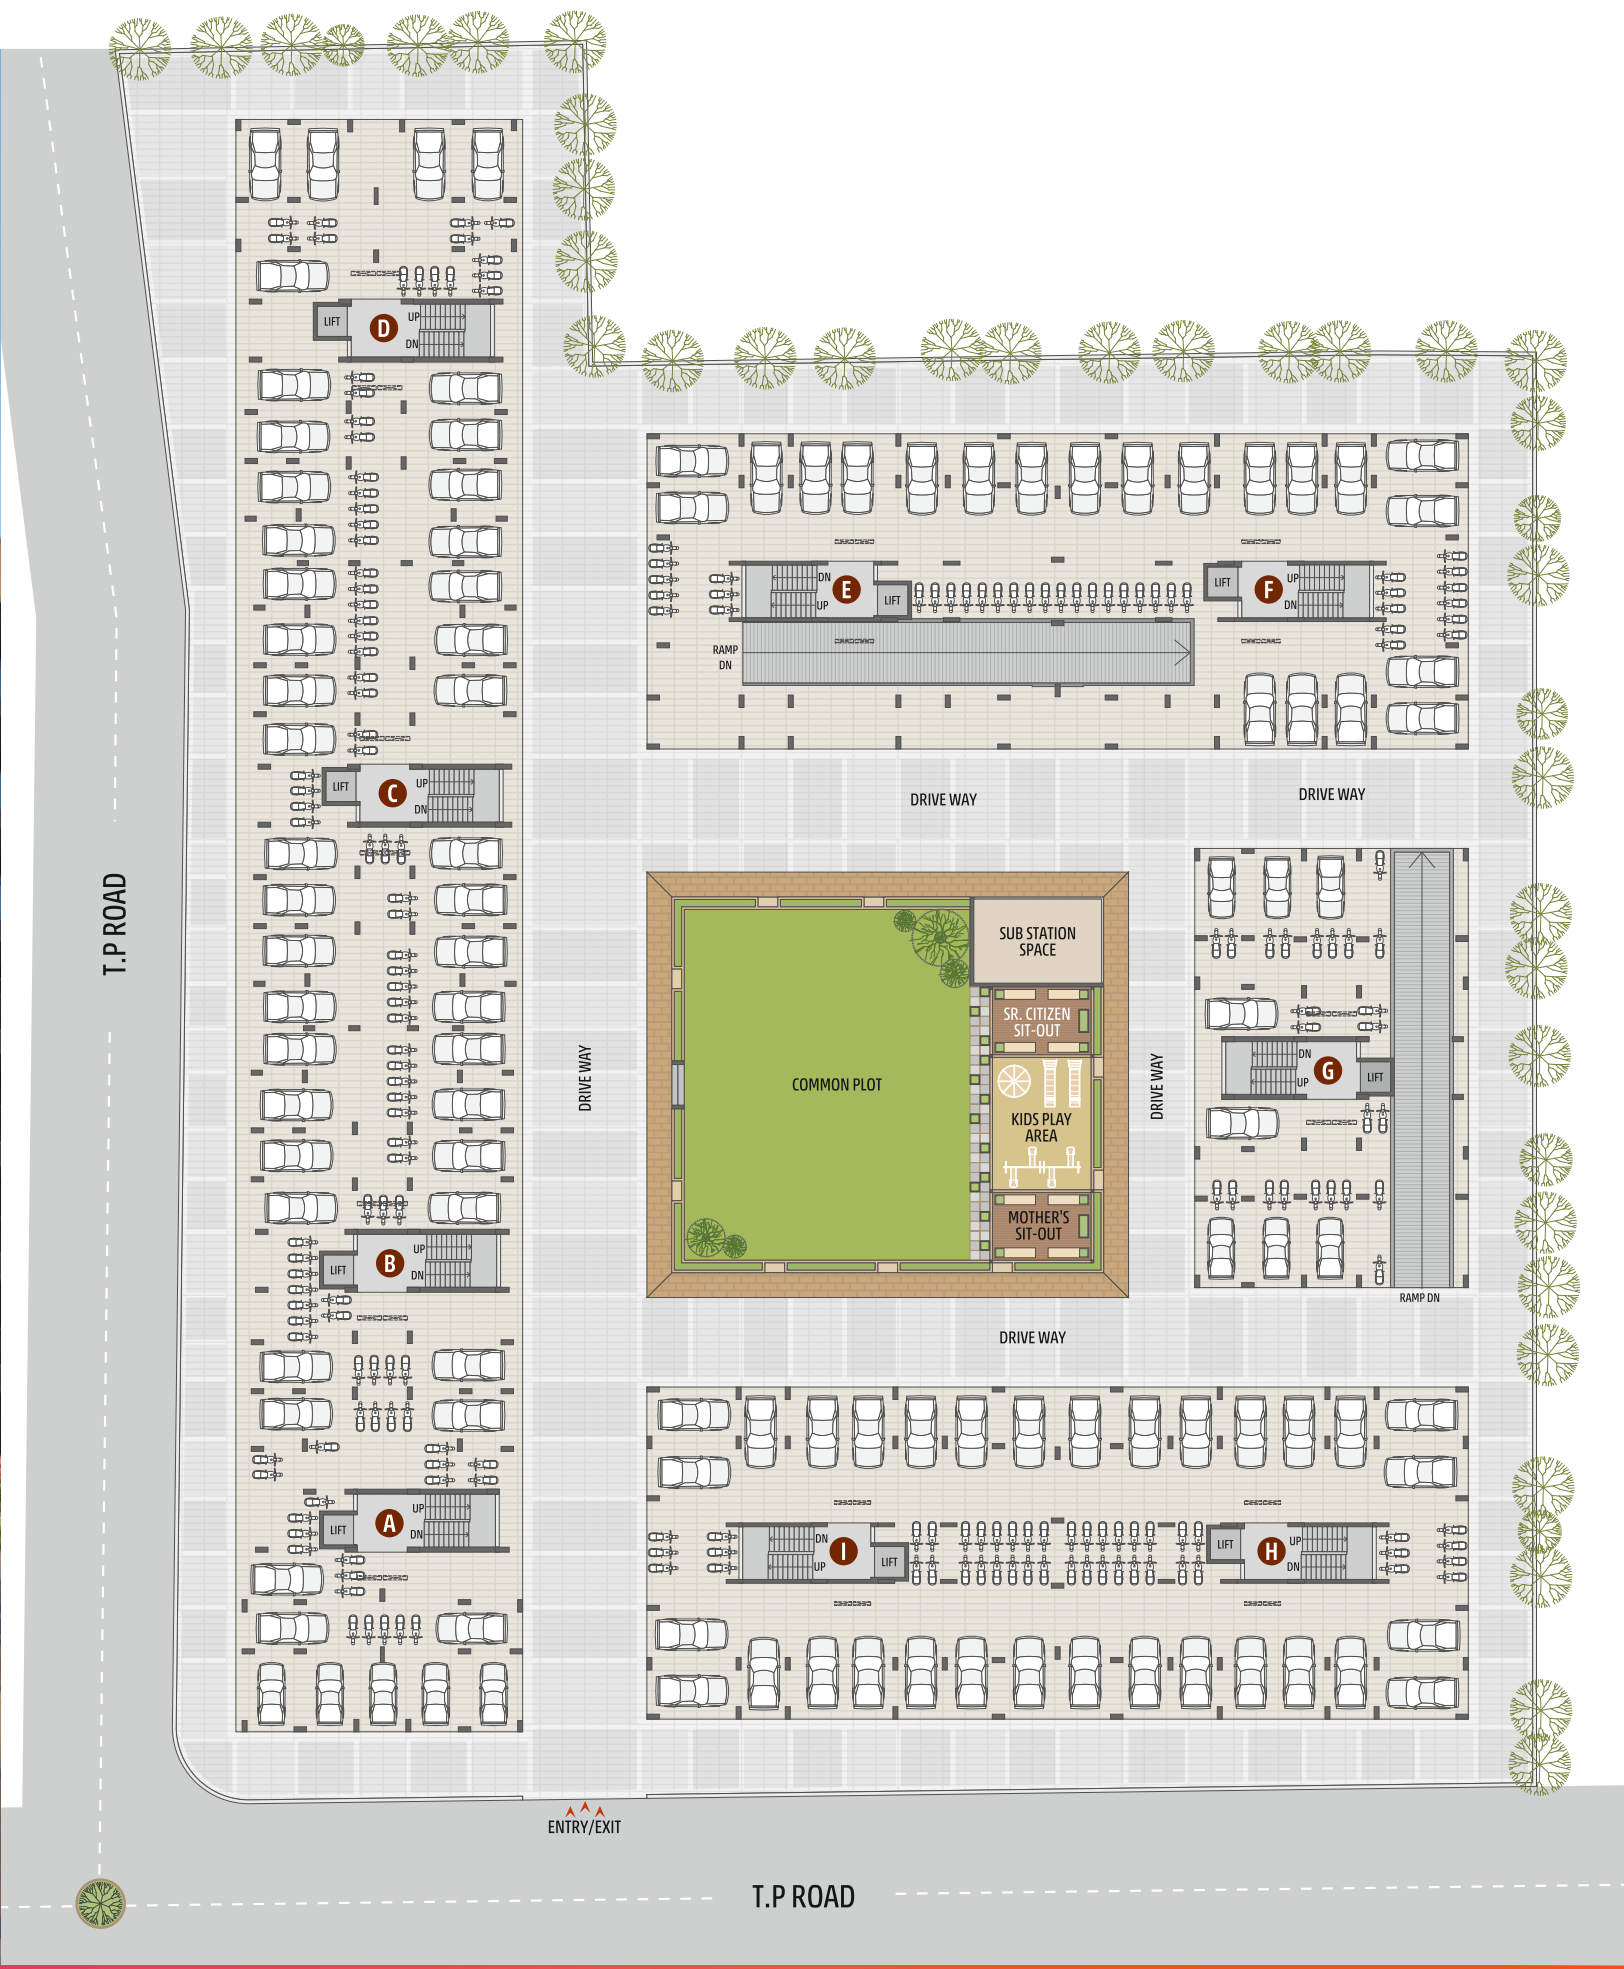 LIFT
D
UP
DN
DN
E
UP
LIFT
LIFT
F
UP
DN
RAMP
DN
LIFT
C
UP
DN
DRIVE WAY
DRIVE WAY
T.P ROAD
SUB STATION
SPACE
SR. CITIZEN
SIT-OUT
COMMON PLOT
KIDS PLAY
AREA
MOTHER'S
SIT-OUT
DRIVE WAY
DRIVE WAY
DN
G
UP
LIFT
RAMP DN
LIFT
B
UP
DN
DRIVE WAY
LIFT
A
UP
DN
DN
I
UP
LIFT
LIFT
H
UP
DN
ENTRY/EXIT
T.P ROAD